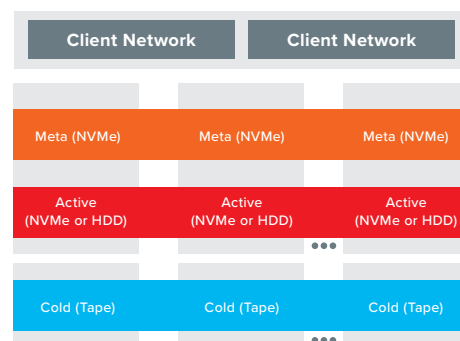 Client Network Client Network
Meta (NVMe) Meta (NVMe) Meta (NVMe)
Active Active Active
(NVMe or HDD) (NVMe or HDD) (NVMe or HDD)
Cold (Tape) Cold (Tape) Cold (Tape)